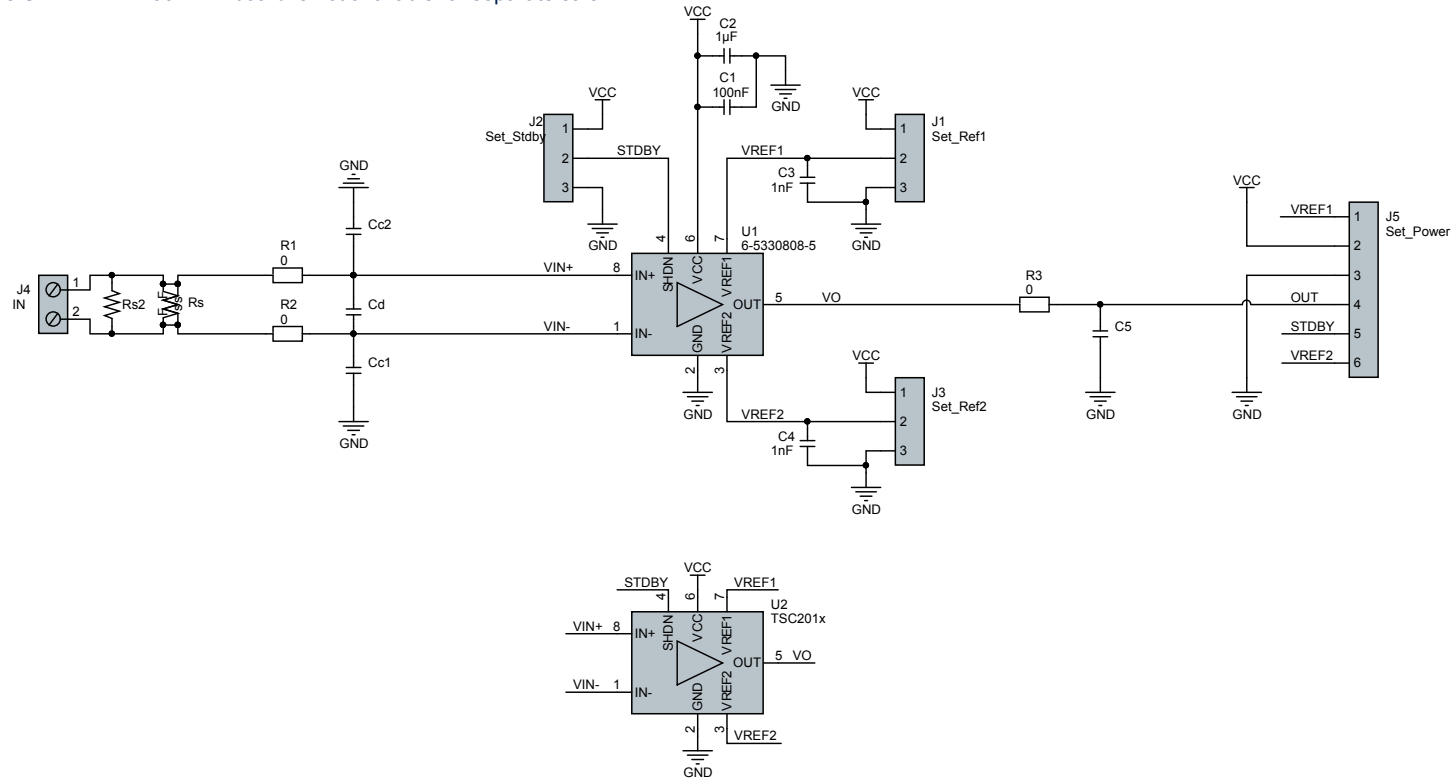 VCC
C2
1µF
C1
100nF
GND
VCC
J2
Set_Stdby
1
2
3
STDBY
GND
VCC
J1
Set_Ref1
1
2
3
VREF1
C3
1nF
GND
GND
Cc2
R1
0
VIN+
J4
IN
1
2
Rs2
Rs
Cd
R2
0
VIN-
Cc1
GND
U1
6-5330808-5
4
6
7
8
IN+
SHDN
VCC
VREF1
OUT
5
VO
1
IN-
GND
VREF2
2
3
GND
VREF2
VCC
J3
Set_Ref2
1
2
3
C4
1nF
GND
R3
0
C5
GND
VCC
VREF1
1
2
3
OUT
4
STDBY
5
VREF2
6
J5
Set_Power
GND
VCC
STDBY
4
6
7
VREF1
U2
TSC201x
VIN+
8
IN+
SHDN
VCC
VREF1
OUT
5
VO
VIN-
1
IN-
GND
VREF2
2
3
VREF2
GND